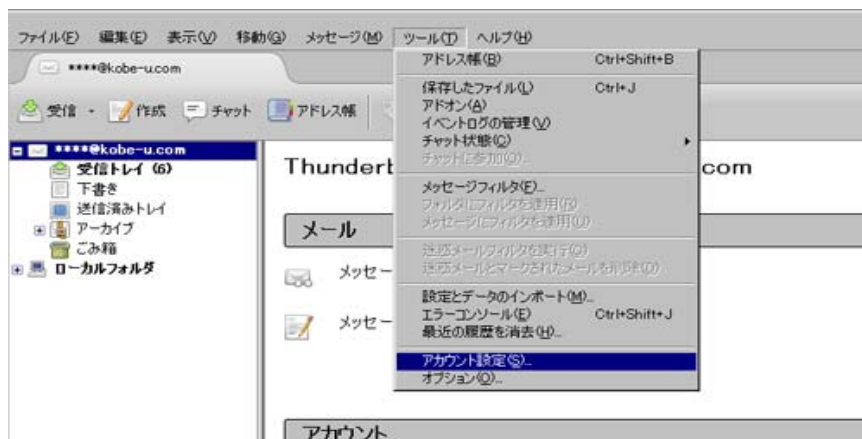 ファイル(F) 編集(E) 表示(V) 移動(G) メッセージ(M) ツール(T) ヘルプ(H)
****@kobe-u.com
受信 作成 チャット アドレス帳
****@kobe-u.com
受信トレイ (6)
下書き
送信済みトレイ
アーカイブ
ごみ箱
ローカルフォルダ
アドレス帳(B) Ctrl+Shift+B
保存したファイル(L) Ctrl+J
アドオン(A)
イベントログの管理(V)
チャット状態(C)
チャットに参加(O)...
メッセージフィルタ(F)...
フォルダにフィルタを適用(R)
メッセージにフィルタを適用(U)
迷惑メールフィルタを実行(G)
迷惑メールとマークされたメールを削除(D)
設定とデータのインポート(M)...
エラーコンソール(E) Ctrl+Shift+J
最近の履歴を消去(H)...
アカウント設定(S)...
オプション(O)...
Thundert com
メール
メッセー
メッセー
アカウント